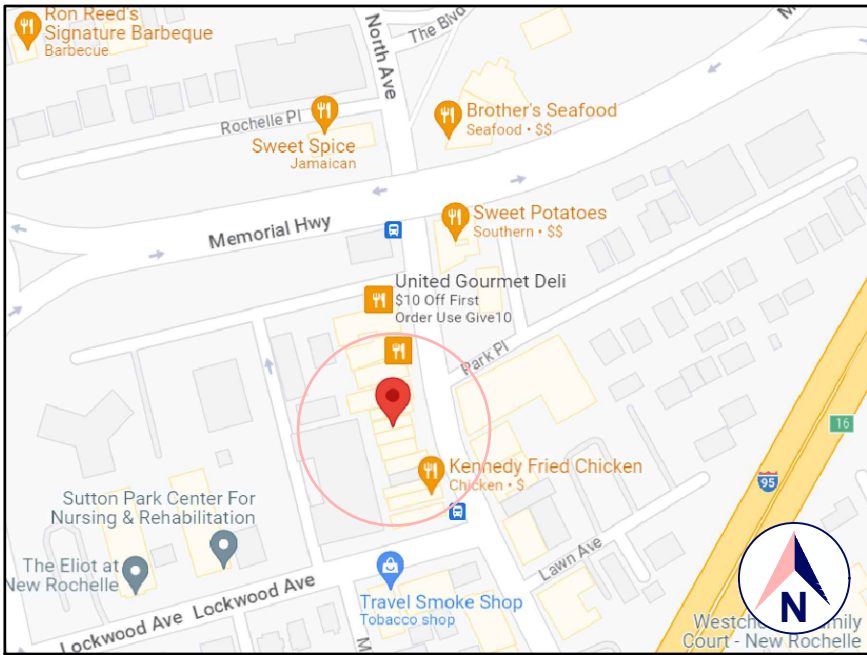 Ron Reed's
Signature Barbeque
Barbecue
North Ave
The Blvd
Rochelle Pl
Brother's Seafood
Seafood • $$
Sweet Spice
Jamaican
Sweet Potatoes
Southern • $$
Memorial Hwy
United Gourmet Deli
$10 Off First
Order Use Give10
Park Pl
16
Kennedy Fried Chicken
Chicken • $
95
Sutton Park Center For
Nursing & Rehabilitation
The Eliot at
New Rochelle
Lawn Ave
Lockwood Ave Lockwood Ave
Travel Smoke Shop
Tobacco shop
N
Court - New Rochelle